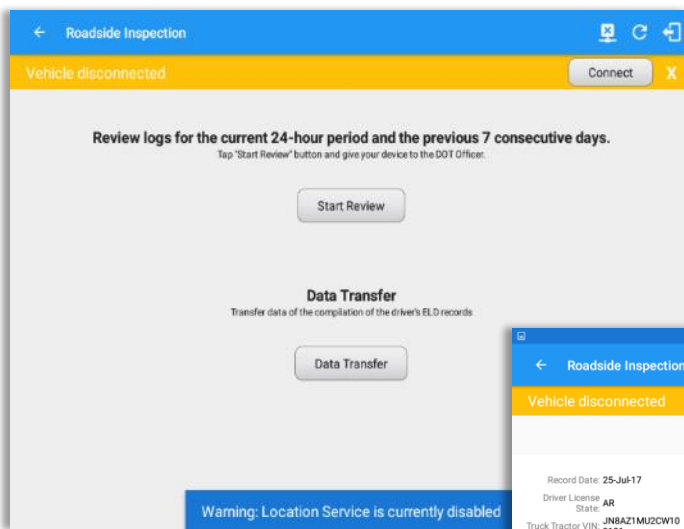 Roadside Inspection
Vehicle disconnected
Connect X
Review logs for the current 24-hour period and the previous 7 consecutive days.
Tap "Start Review" button and give your device to the DOT Officer.
Start Review
Data Transfer
Transfer data of the compilation of the driver's ELD records
Data Transfer
Warning: Location Service is currently disabled
Roadside Inspection
Vehicle disconnected
Record Date: 25-Jul-17
Driver License
State: AR
Truck Tractor VIN: JN8AZ1MU2CW10